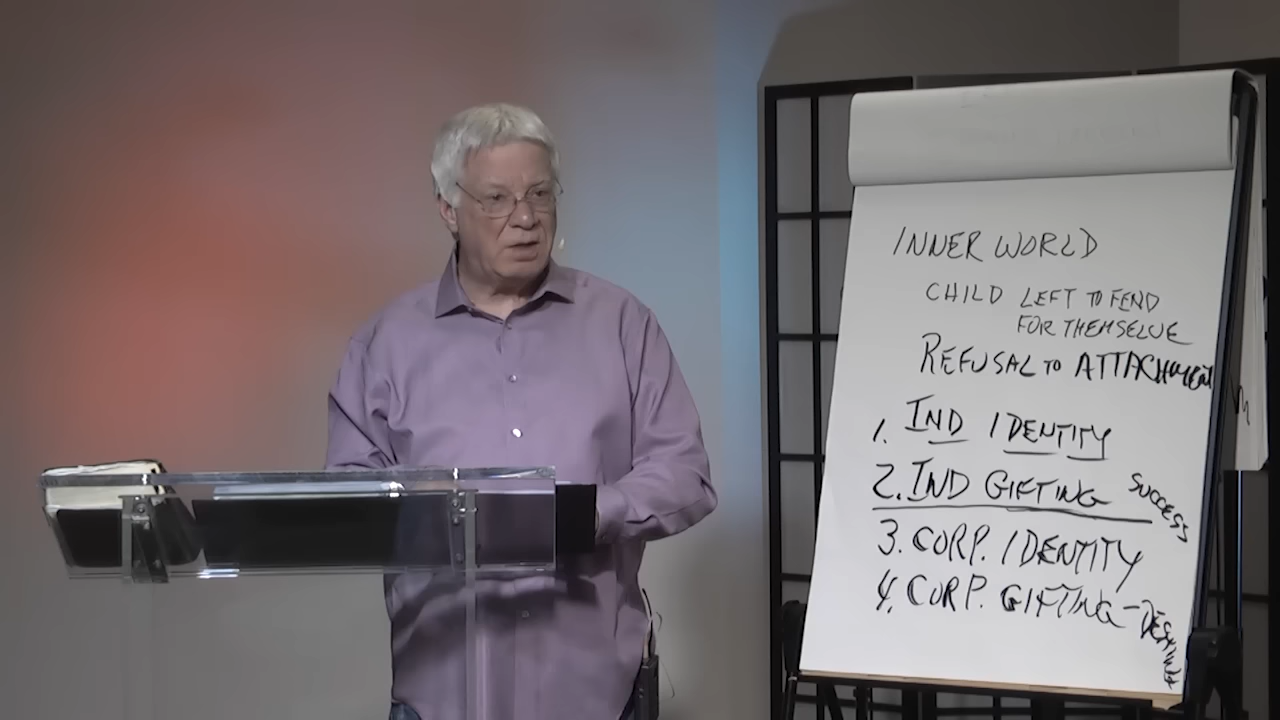 INNER WORLD
CHILD LEFT TO FEND
FOR THEMSELVE
REFUSAL TO ATTACHMENT
1. IND IDENTITY
2. IND GIFTING SUCCESS
3. CORP. IDENTITY
4. CORP. GIFTING -